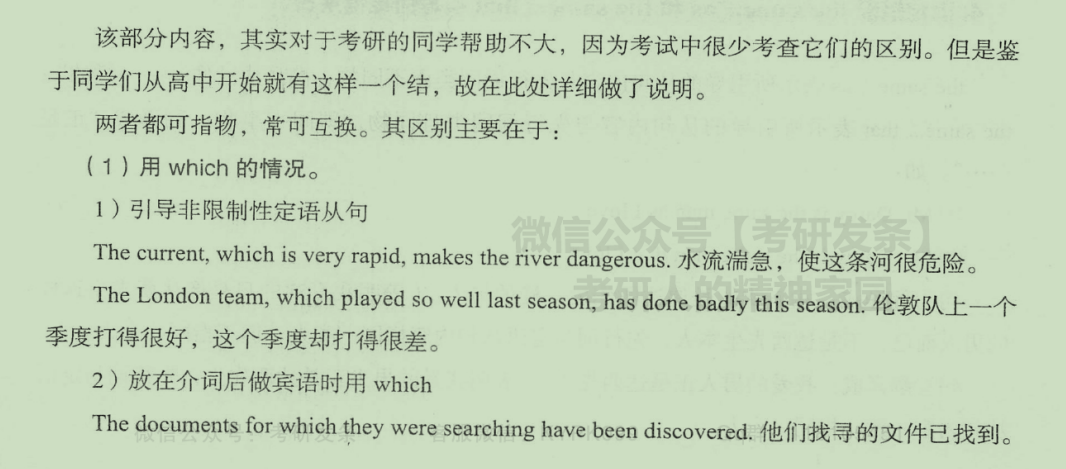 该部分内容，其实对于考研的同学帮助不大，因为考试中很少考查它们的区别。但是鉴
于同学们从高中开始就有这样一个结，故在此处详细做了说明。
两者都可指物，常可互换。其区别主要在于：
（1）用 which 的情况。
1）引导非限制性定语从句
微信公众号【考研发条】
The current, which is very rapid, makes the river dangerous. 水流湍急，使这条河很危险。
考研人的精神家园
The London team, which played so well last season, has done badly this season. 伦敦队上一个
季度打得很好，这个季度却打得很差。
2）放在介词后做宾语时用 which
The documents for which they were searching have been discovered. 他们找寻的文件已找到。
微信公众号：考研发条